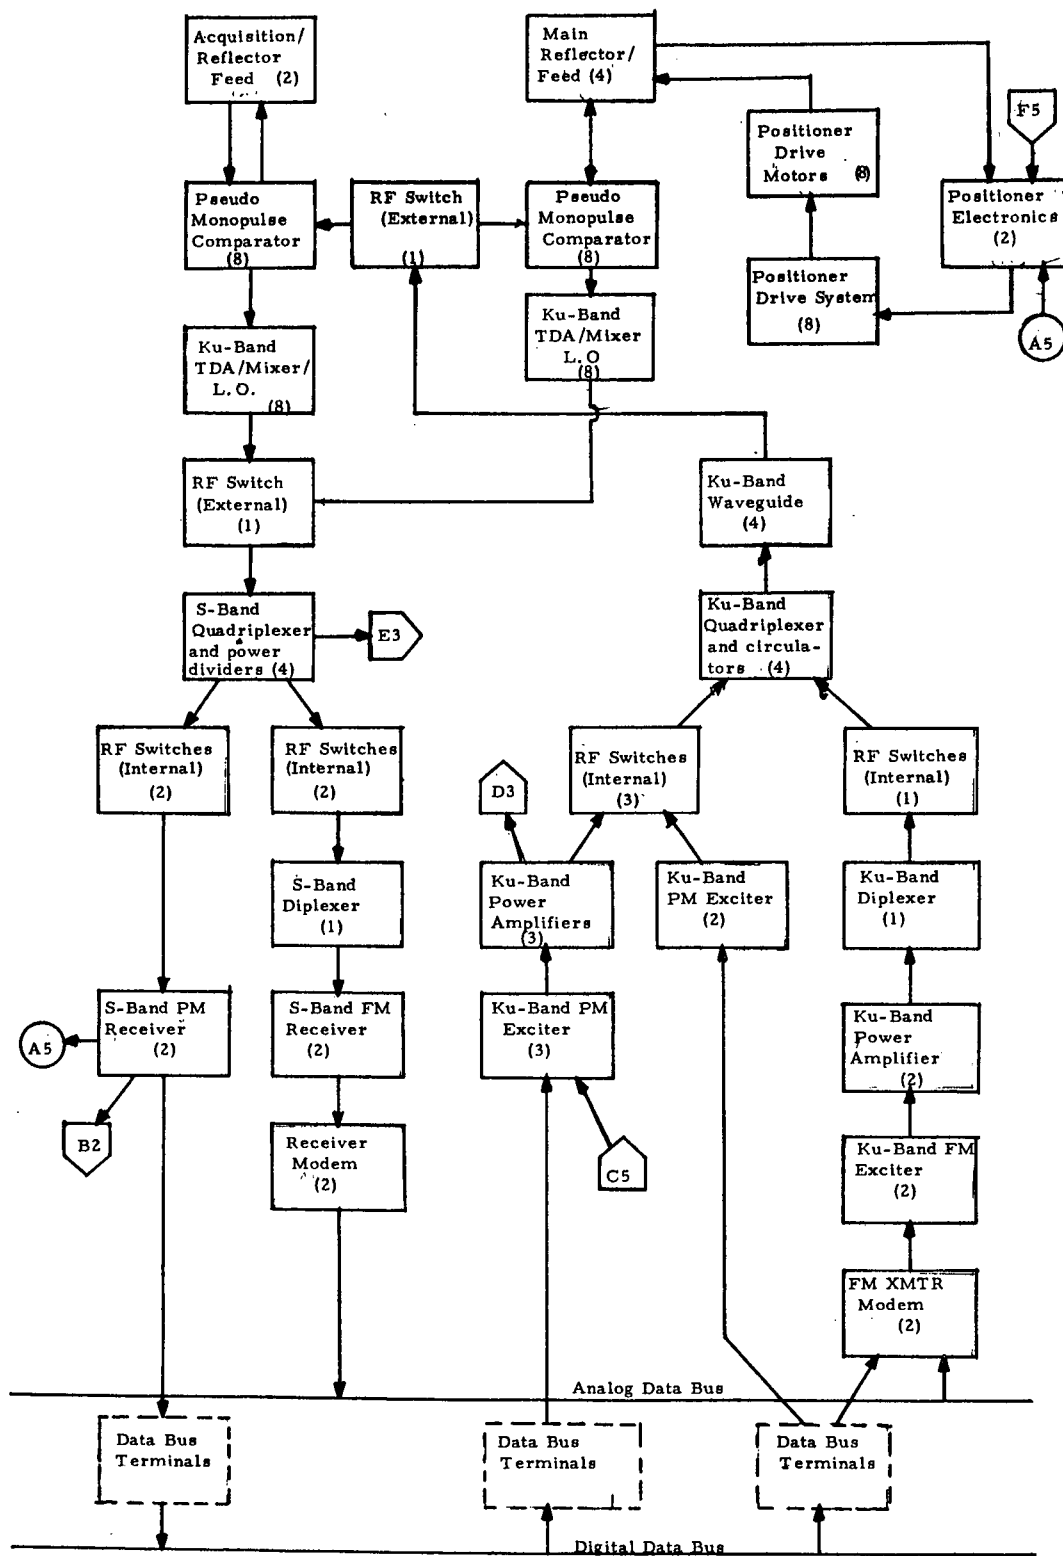 Acquisition/
Reflector
Feed (2)
Main
Reflector/
Feed (4)
F5
Positioner
Drive
Motors (8)
Pseudo
Monopulse
Comparator
(8)
RF Switch
(External)
(1)
Pseudo
Monopulse
Comparator
(8)
Positioner
Electronics
(2)
Positioner
Drive System
(8)
A5
Ku-Band
TDA/Mixer/
L.O.
(8)
Ku-Band
TDA/Mixer
L.O
(8)
RF Switch
(External)
(1)
Ku-Band
Waveguide
(4)
S-Band
Quadriplexer
and power
dividers (4)
E3
Ku-Band
Quadriplexer
and circula-
tors (4)
RF Switches
(Internal)
(2)
RF Switches
(Internal)
(2)
D3
RF Switches
(Internal)
(3)
RF Switches
(Internal)
(1)
S-Band
Diplexer
(1)
Ku-Band
Power
Amplifiers
(3)
Ku-Band
PM Exciter
(2)
Ku-Band
Diplexer
(1)
S-Band PM
Receiver
(2)
A5
B2
S-Band FM
Receiver
(2)
Ku-Band PM
Exciter
(3)
Ku-Band
Power
Amplifier
(2)
Receiver
Modem
(2)
C5
Ku-Band FM
Exciter
(2)
FM XMTR
Modem
(2)
Analog Data Bus
Data Bus
Terminals
Data Bus
Terminals
Data Bus
Terminals
Digital Data Bus